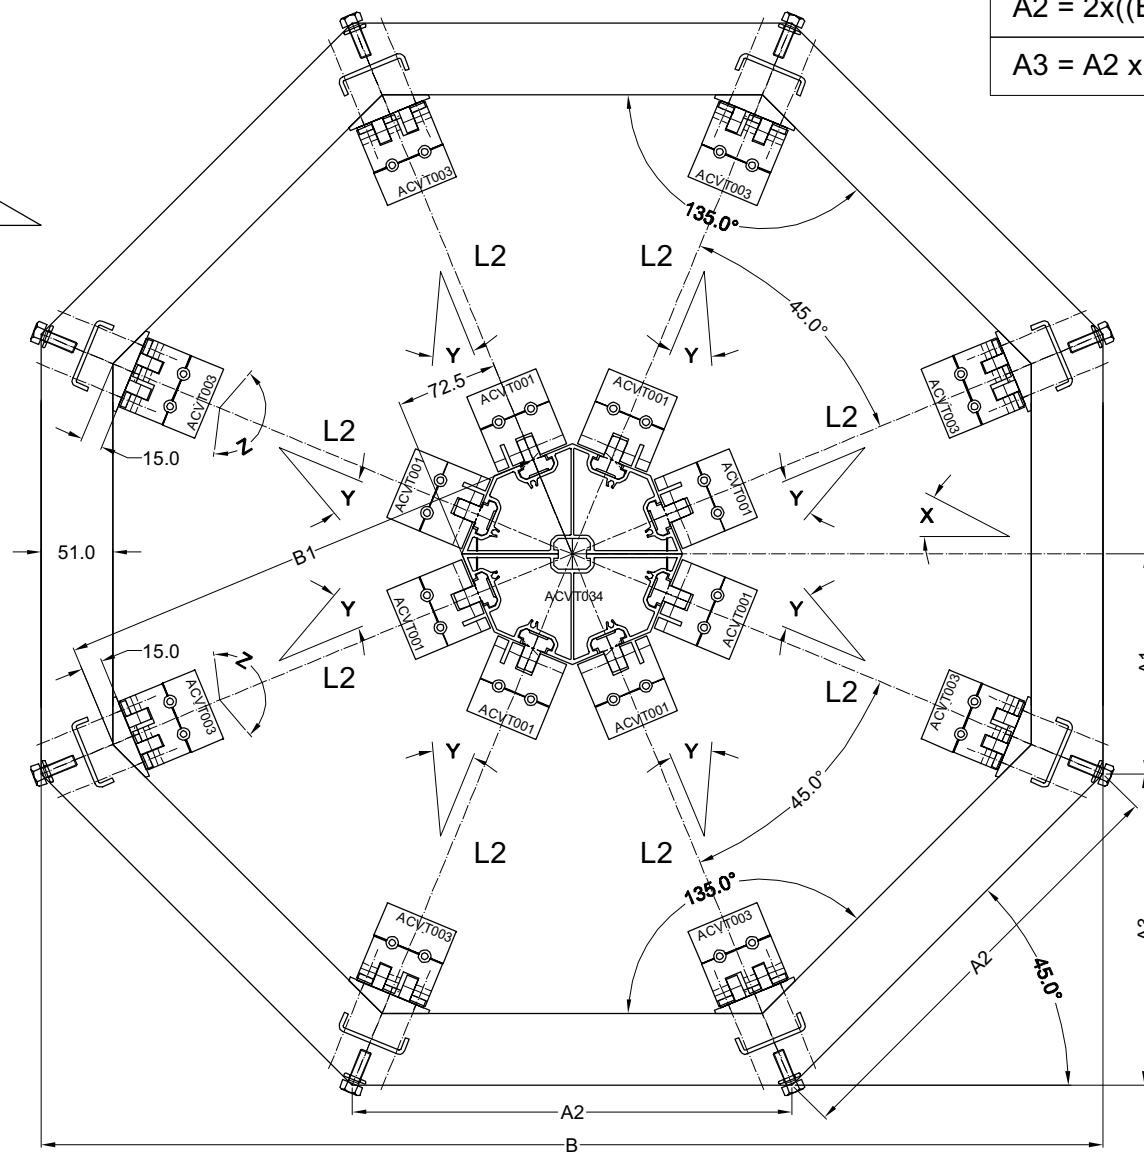 A2 = 2x((
A3 = A2 x
ACVT003
ACVT003
135.0°
L2
L2
45.0°
Y
Y
72.5
ACVT001
ACVT001
ACVT003
ACVT003
L2
L2
Z
15.0
ACVT001
ACVT001
Y
Y
X
51.0
B1
ACVT034
Y
Y
ACVT001
ACVT001
15.0
Z
L2
L2
ACVT003
ACVT003
ACVT001
ACVT001
Y
Y
45.0°
L2
L2
135.0°
ACVT003
ACVT003
A2
45.0°
A2
B